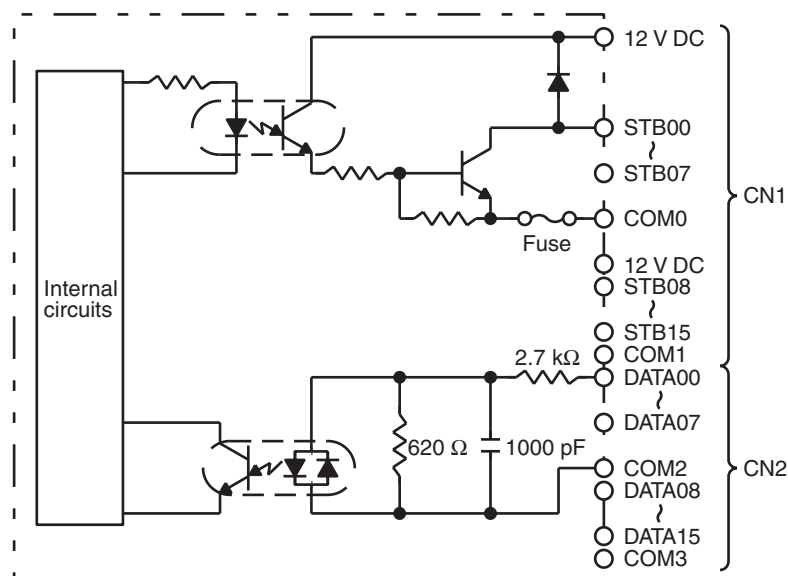 12 V DC
STB00
~
STB07
CN1
COM0
Fuse
12 V DC
STB08
~
STB15
COM1
Internal
circuits
2.7 kΩ
DATA00
~
DATA07
620 Ω
1000 pF
COM2
CN2
DATA08
~
DATA15
COM3